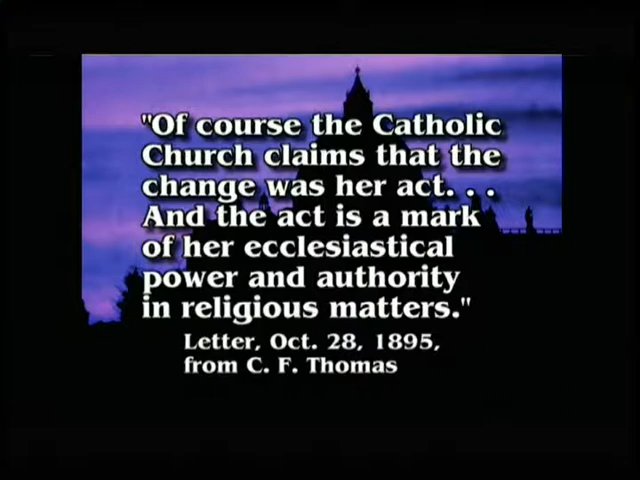 "Of course the Catholic
Church claims that the
change was her act. . .
And the act is a mark
of her ecclesiastical
power and authority
in religious matters."
Letter, Oct. 28, 1895,
from C. F. Thomas